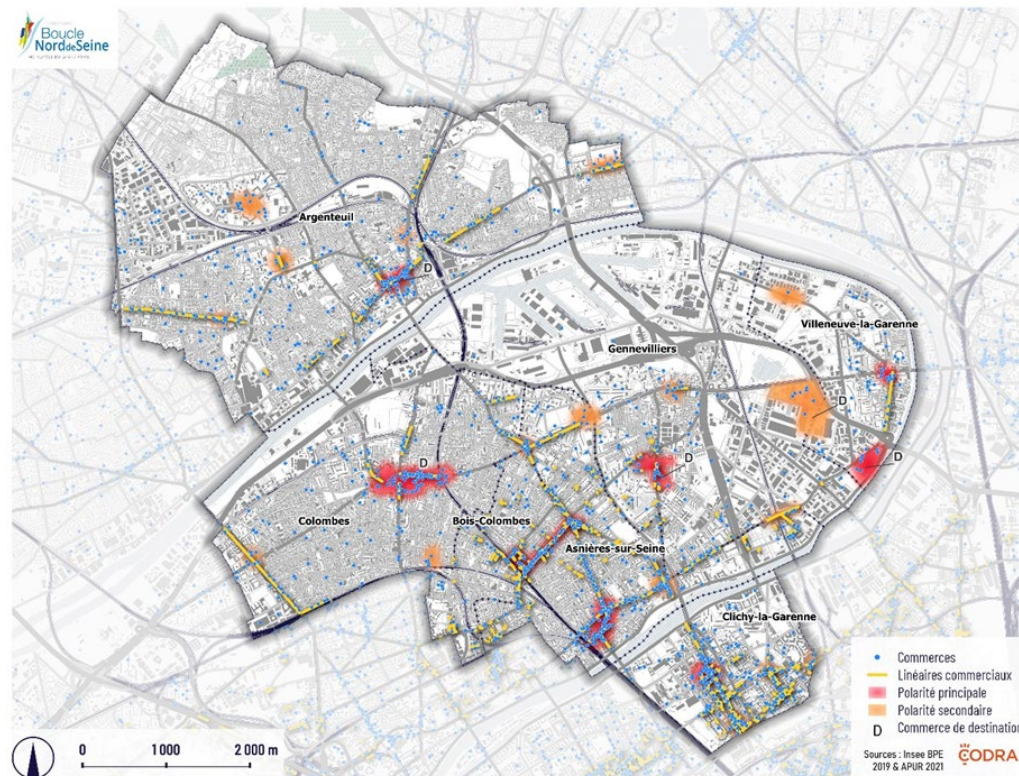 Boucle
Nord de Seine
Argenteuil
D
Villeneuve-la-Garenne
Gennevilliers
D
D
D
D
Colombes
Bois-Colombes
Asnières-sur-Seine
Clichy-la-Garenne
Commerces
Linéaires commerciaux
Polarité principale
Polarité secondaire
D Commerce de destination
0 1 000 2 000 m
Sources : Insee BPE
2019 & APUR 2021
CODRA